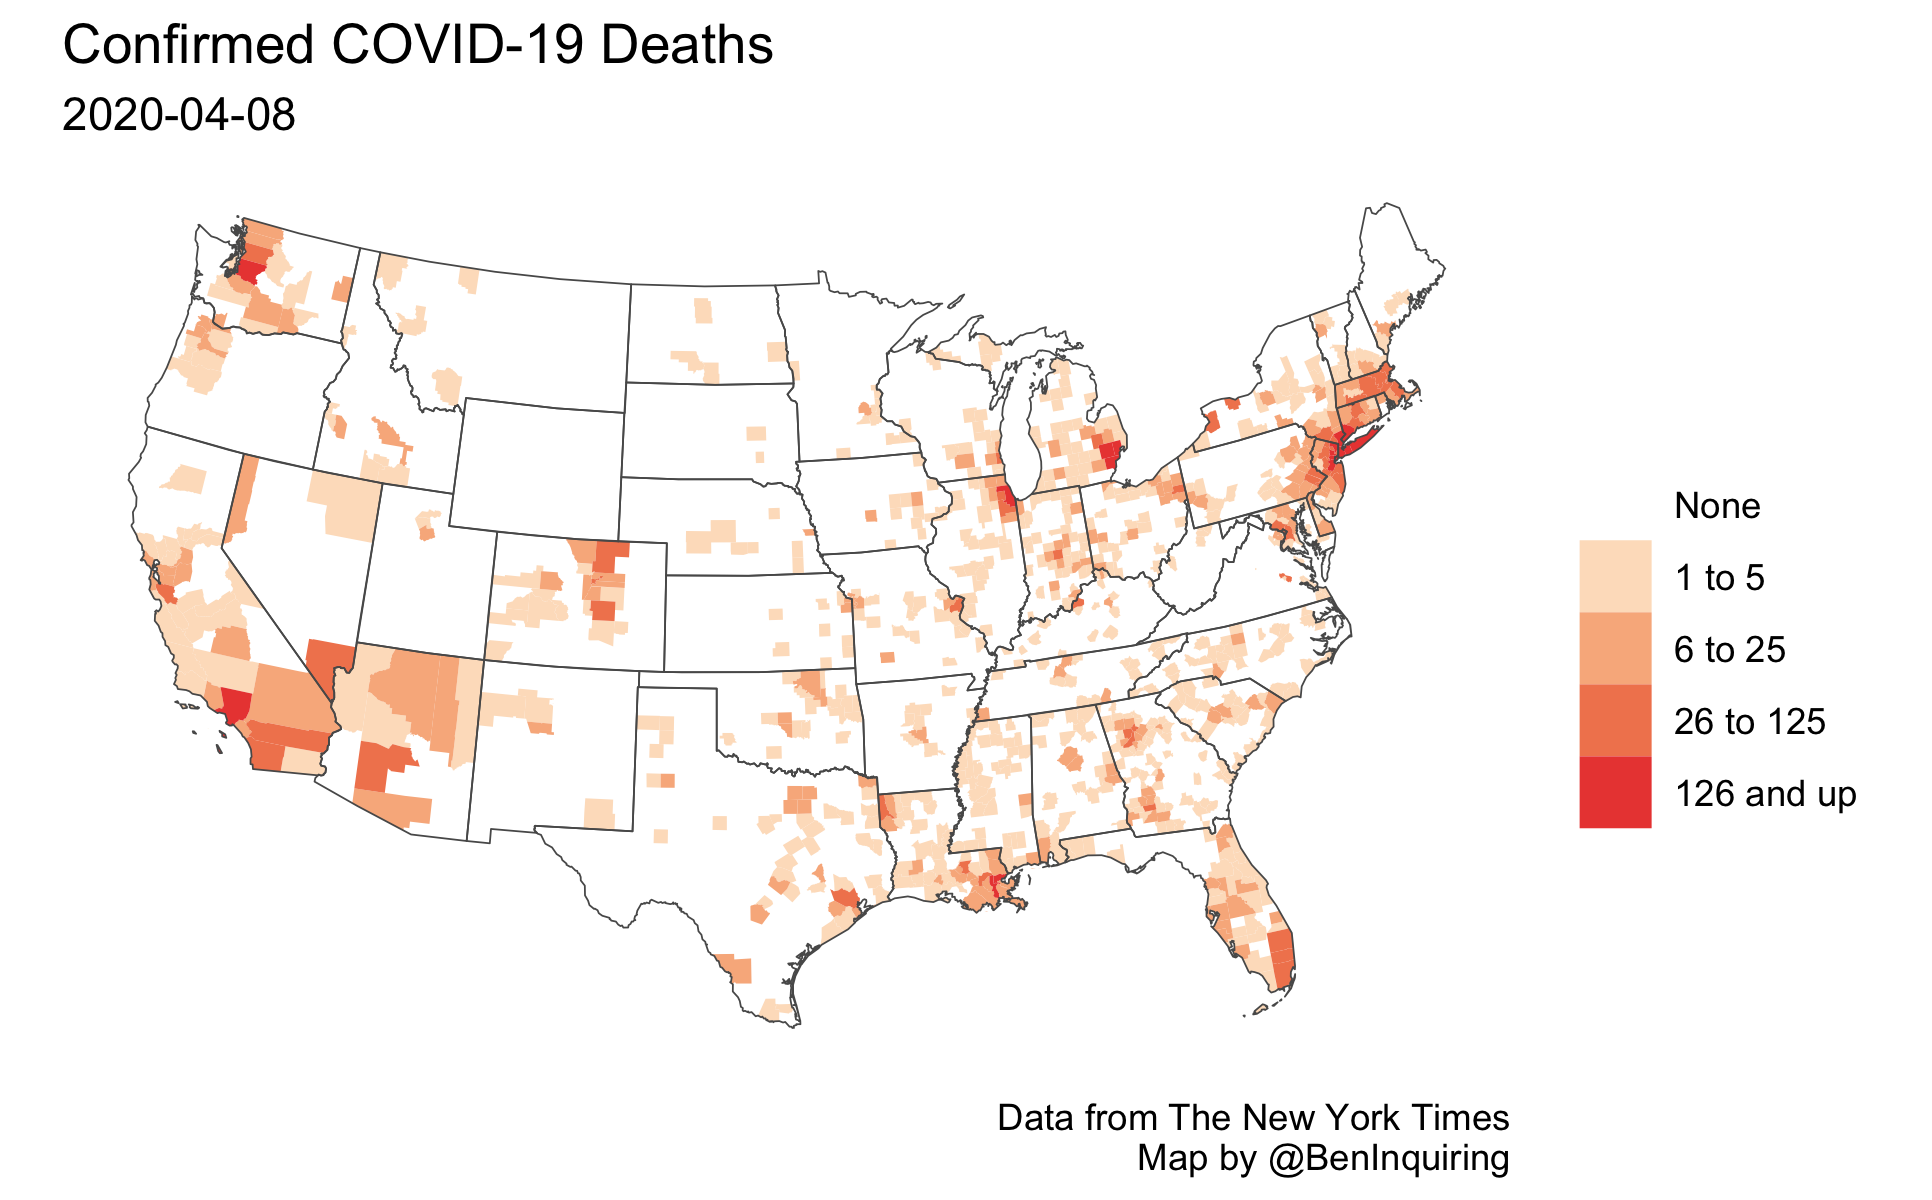 Confirmed COVID-19 Deaths
2020-04-08
None
1 to 5
6 to 25
26 to 125
126 and up
Data from The New York Times
Map by @BenInquiring